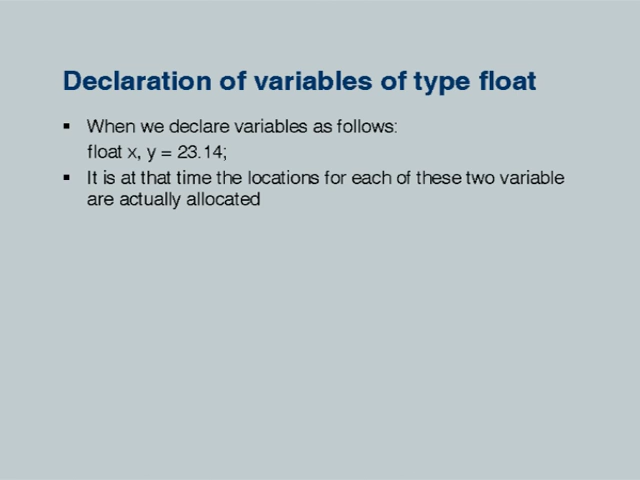 Declaration of variables of type float
▪ When we declare variables as follows:
float x, y = 23.14;
▪ It is at that time the locations for each of these two variable
are actually allocated